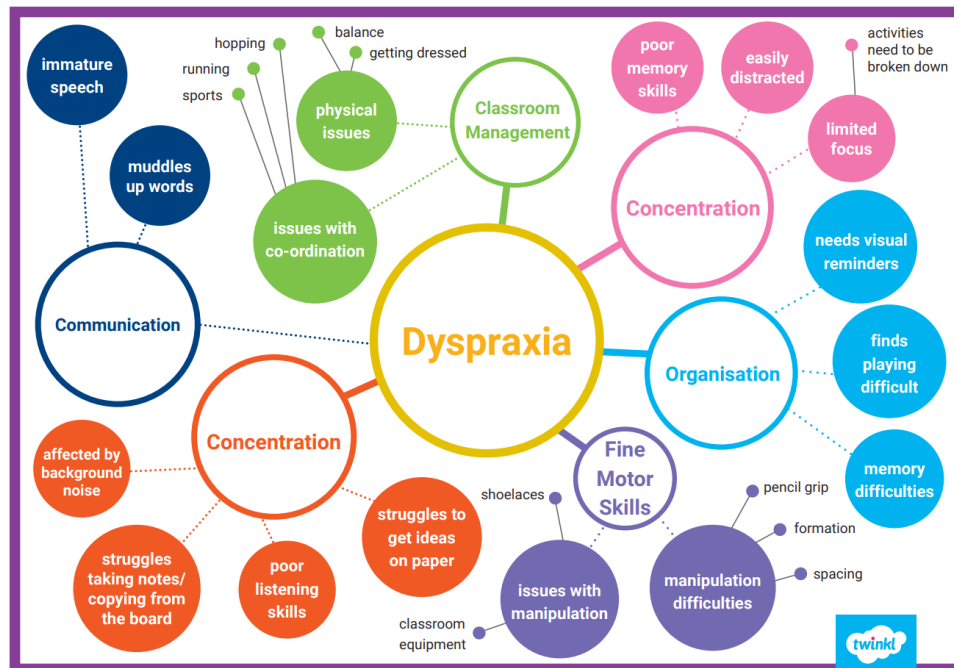 immature
speech
muddles
up words
Communication
hopping
running
sports
balance
getting dressed
physical
issues
issues with
co-ordination
Classroom
Management
poor
memory
skills
easily
distracted
activities
need to be
broken down
limited
focus
Concentration
Dyspraxia
needs visual
reminders
finds
playing
difficult
memory
difficulties
Organisation
Concentration
affected by
background
noise
struggles
taking notes/
copying from
the board
poor
listening
skills
struggles to
get ideas
on paper
Fine
Motor
Skills
shoelaces
issues with
manipulation
classroom
equipment
pencil grip
formation
spacing
manipulation
difficulties
twinkl